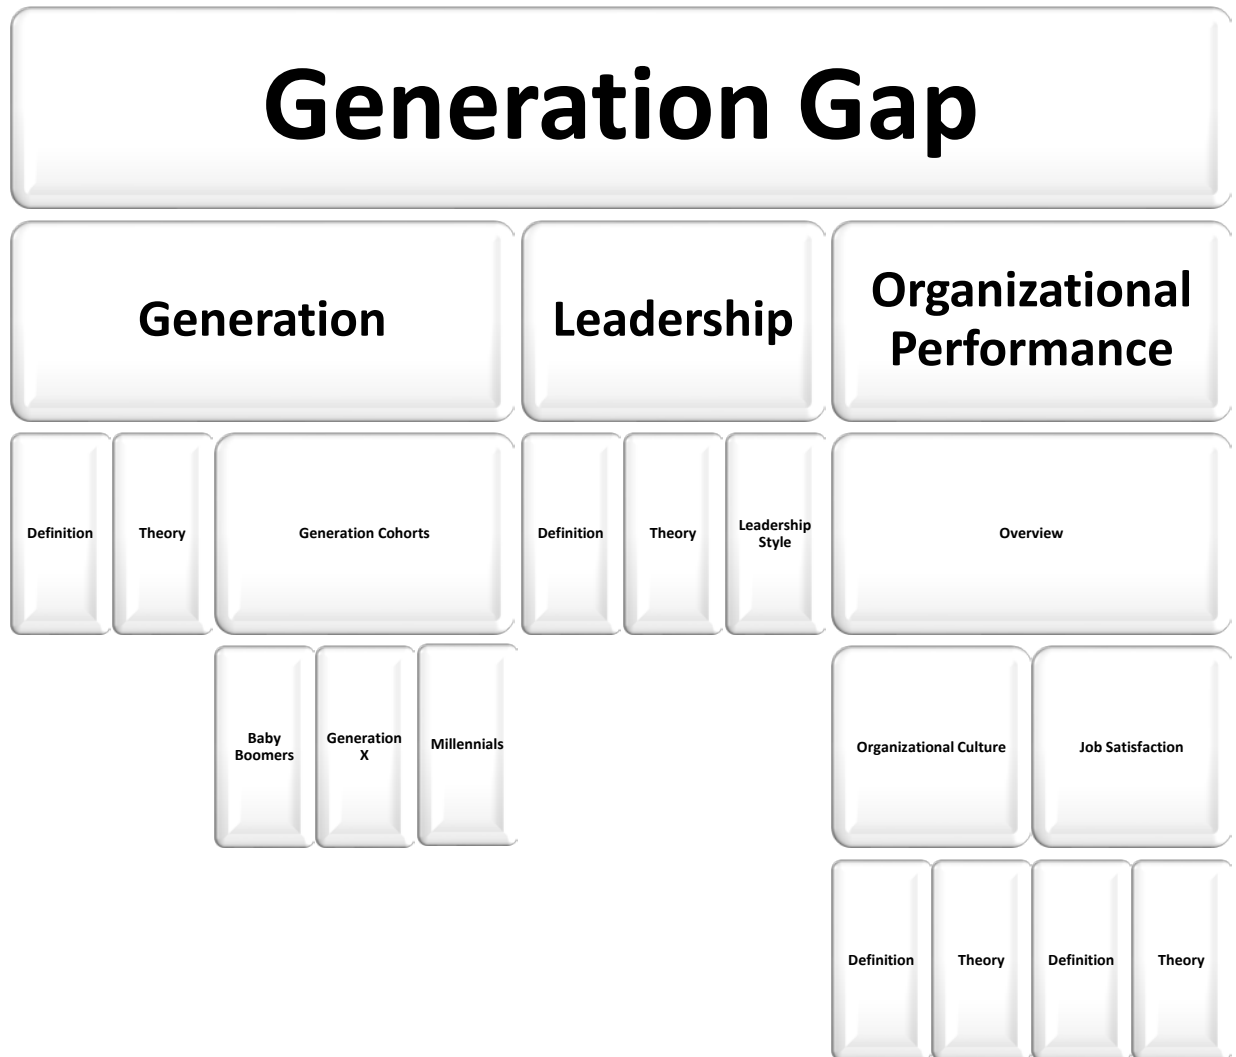 Generation Gap
Generation
Leadership
Organizational
Performance
Definition
Theory
Generation Cohorts
Definition
Theory
Leadership
Style
Overview
Baby
Boomers
Generation
X
Millennials
Organizational Culture
Job Satisfaction
Definition
Theory
Definition
Theory